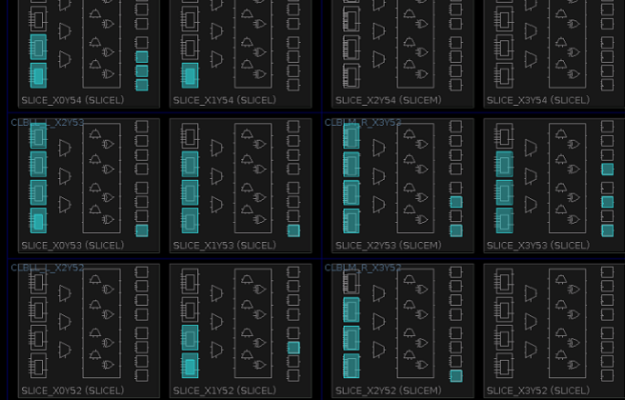 SLICE_X0Y54 (SLICEL) SLICE_X1Y54 (SLICEL) SLICE_X2Y54 (SLICEM) SLICE_X3Y54 (SLICEL)
CLBLL_L_X2Y53 CLBLM_R_X3Y53
SLICE_X0Y53 (SLICEL) SLICE_X1Y53 (SLICEL) SLICE_X2Y53 (SLICEM) SLICE_X3Y53 (SLICEL)
CLBLL_L_X2Y52 CLBLM_R_X3Y52
SLICE_X0Y52 (SLICEL) SLICE_X1Y52 (SLICEL) SLICE_X2Y52 (SLICEM) SLICE_X3Y52 (SLICEL)